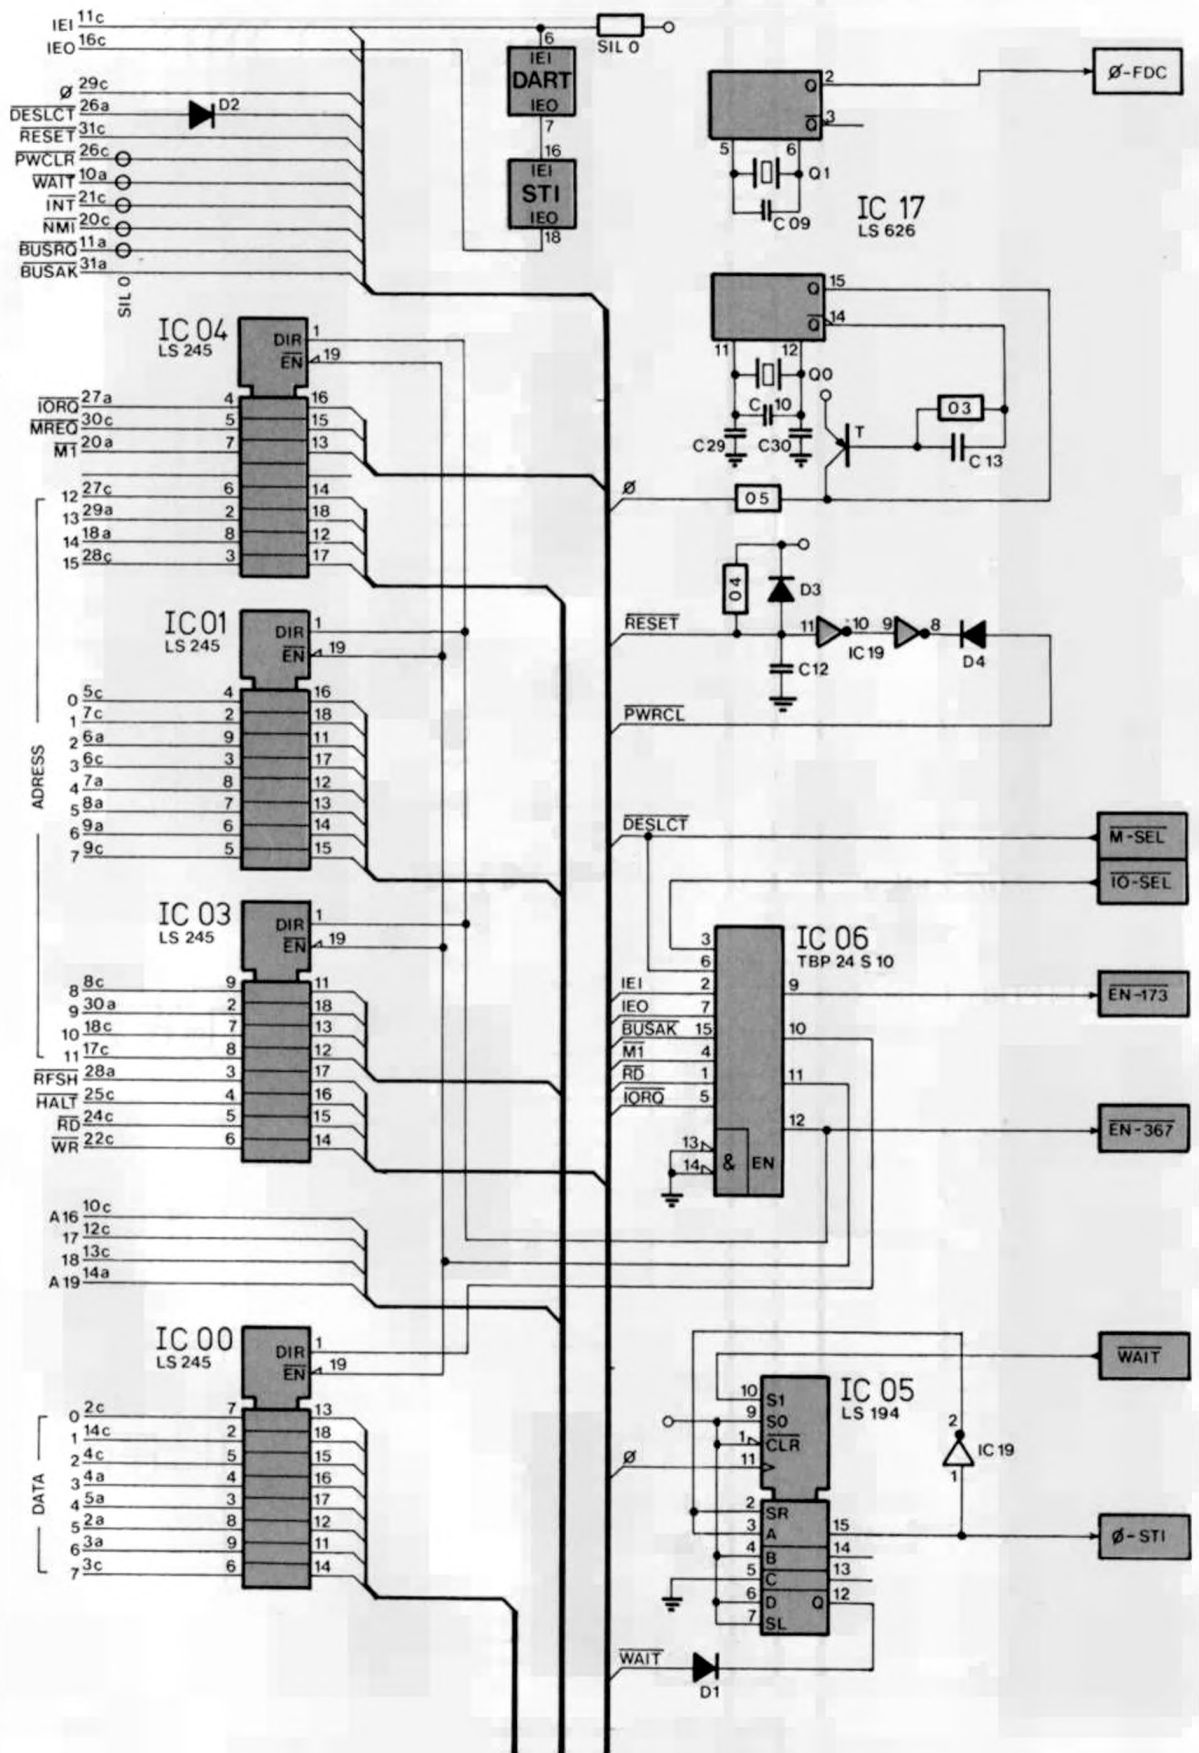 IEI 11c
IEO 16c
Ø 29c
DESLCT 26a
D2
RESET 31c
PWCLR 26c
WAIT 10a
INT 21c
NMI 20c
BUSRQ 11a
BUSAK 31a
SIL 0
6
IEI
DART
IEO
7
16
IEI
STI
IEO
18
SIL 0
Q 2
Q 3
5 6
Q1
C 09
IC 17
LS 626
Ø-FDC
Q 15
Q 14
11 12
Q0
C 10
C29 C30
T
03
C 13
Ø
05
04
D3
RESET
11 10 9 8
IC19
D4
C12
PWRCL
IC 04
LS 245
DIR 1
EN 19
IORQ 27a 4 16
MREQ 30c 5 15
M1 20a 7 13
12 27c 6 14
13 29a 2 18
14 18a 8 12
15 28c 3 17
IC 01
LS 245
DIR 1
EN 19
0 5c 4 16
1 7c 2 18
2 6a 9 11
3 6c 3 17
4 7a 8 12
5 8a 7 13
6 9a 6 14
7 9c 5 15
ADRESS
IC 03
LS 245
DIR 1
EN 19
8 8c 9 11
9 30a 2 18
10 18c 7 13
11 17c 8 12
RFSH 28a 3 17
HALT 25c 4 16
RD 24c 5 15
WR 22c 6 14
A16 10c
17 12c
18 13c
A19 14a
IC 00
LS 245
DIR 1
EN 19
0 2c 7 13
1 14c 2 18
2 4c 5 15
3 4a 4 16
4 5a 3 17
5 2a 8 12
6 3a 9 11
7 3c 6 14
DATA
DESLCT
M-SEL
IO-SEL
IC 06
TBP 24 S 10
3
6
IEI 2 9
EN-173
IEO 7
BUSAK 15 10
M1 4
RD 1 11
IORQ 5
12
EN-367
13
14
& EN
WAIT
IC 05
LS 194
10 S1
9 S0
1 CLR
Ø 11
2
IC19
1
2 SR
3 A 15
Ø-STI
4 B 14
5 C 13
6 D Q 12
7 SL
WAIT
D1